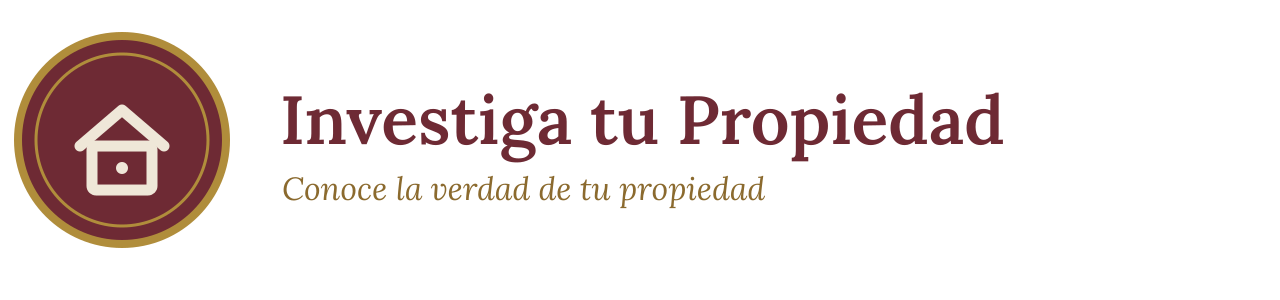 Investiga tu Propiedad
Conoce la verdad de tu propiedad